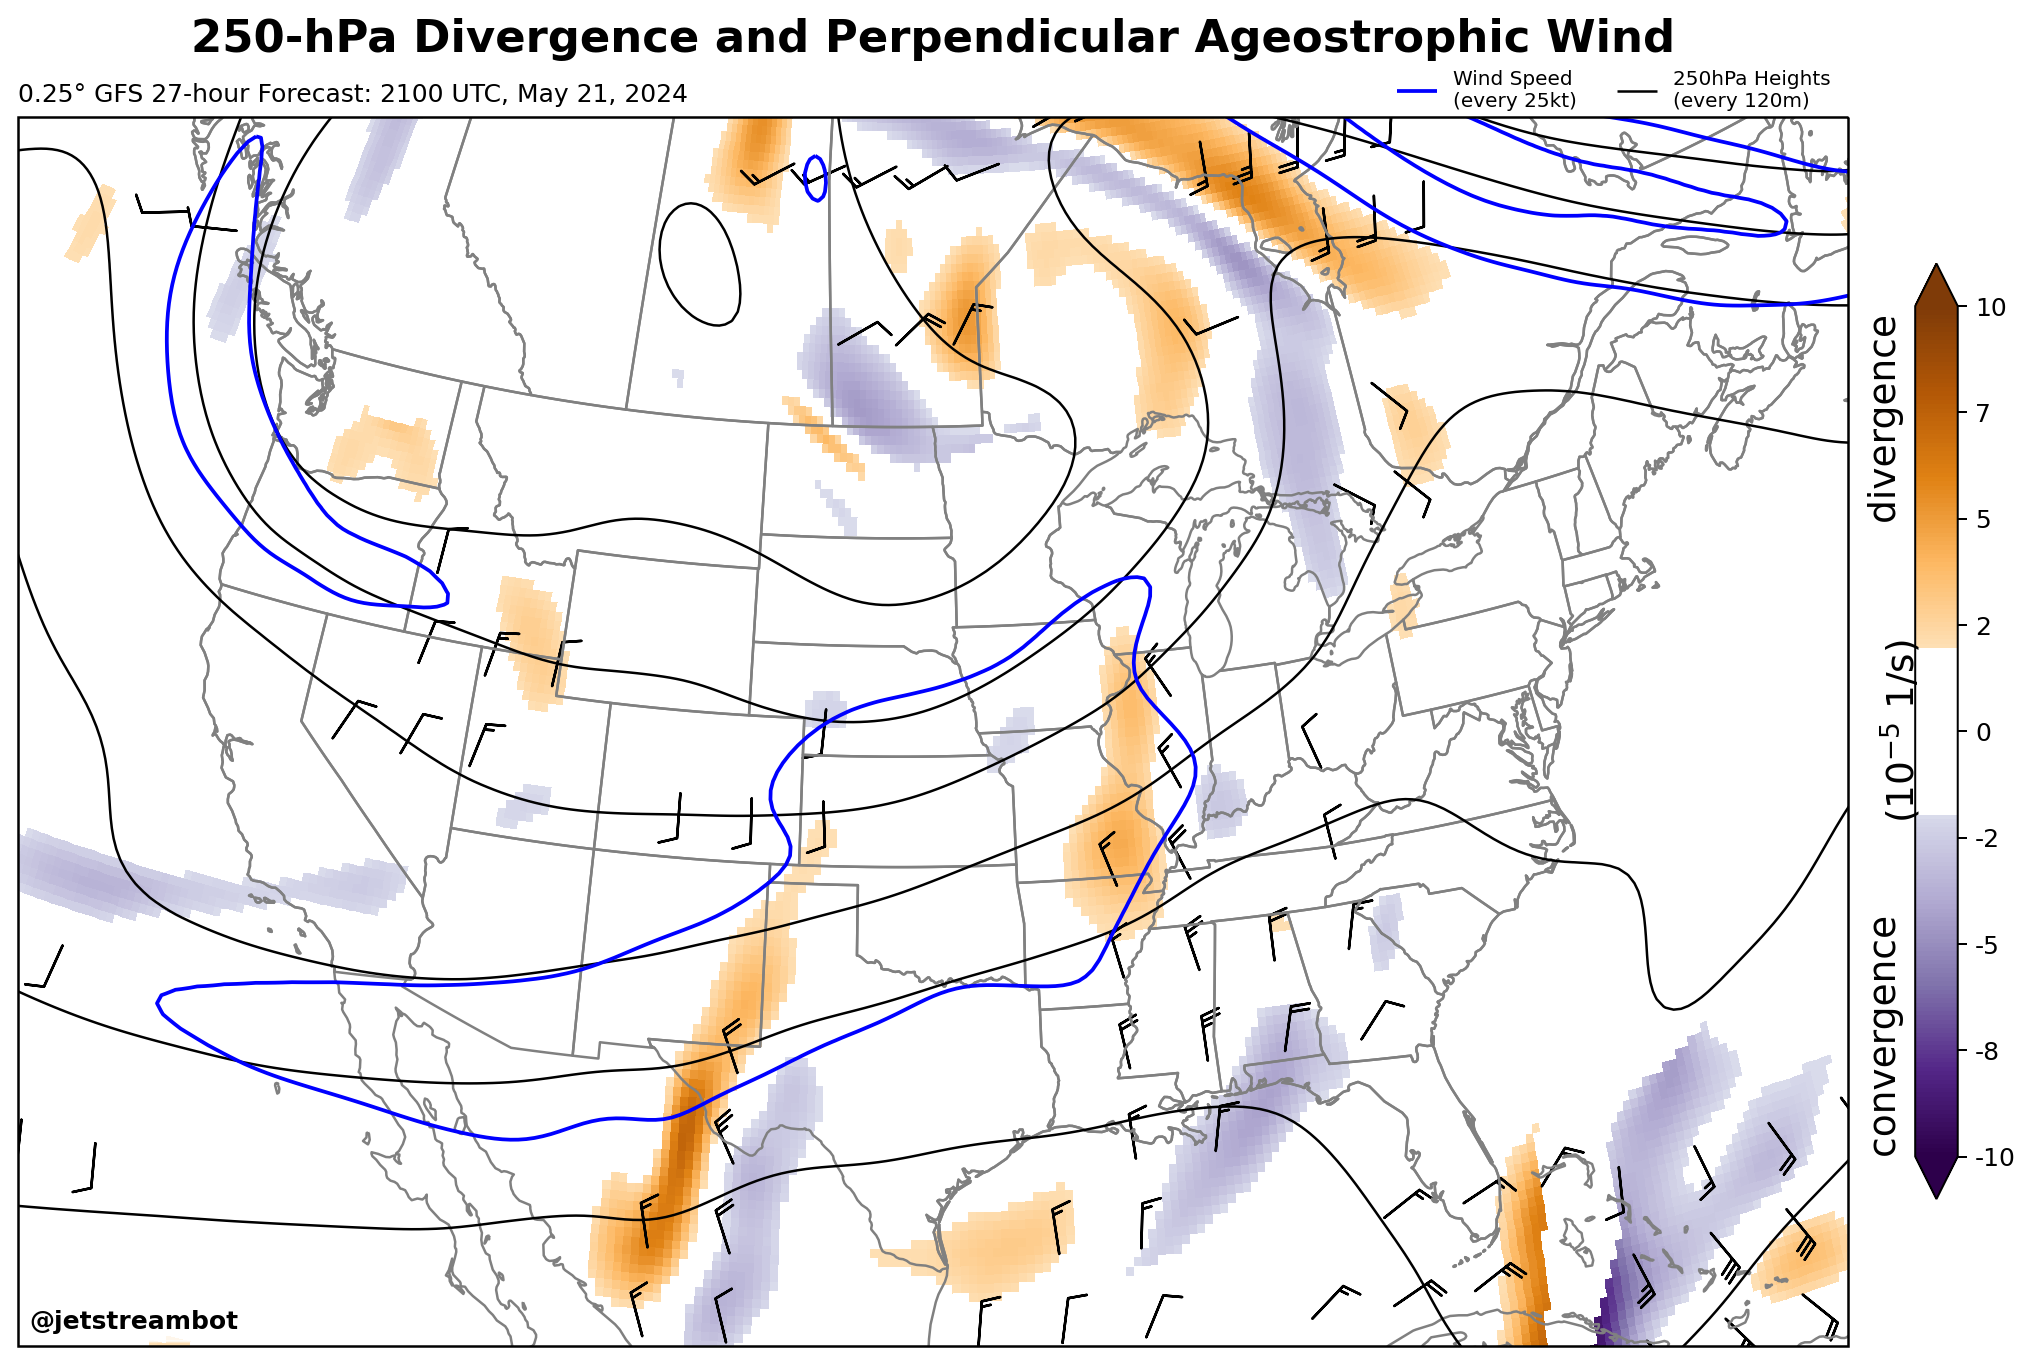 250-hPa Divergence and Perpendicular Ageostrophic Wind
0.25° GFS 27-hour Forecast: 2100 UTC, May 21, 2024
Wind Speed
(every 25kt)
250hPa Heights
(every 120m)
10
7
5
2
0
-2
-5
-8
-10
convergence
(10⁻⁵ 1/s)
divergence
@jetstreambot